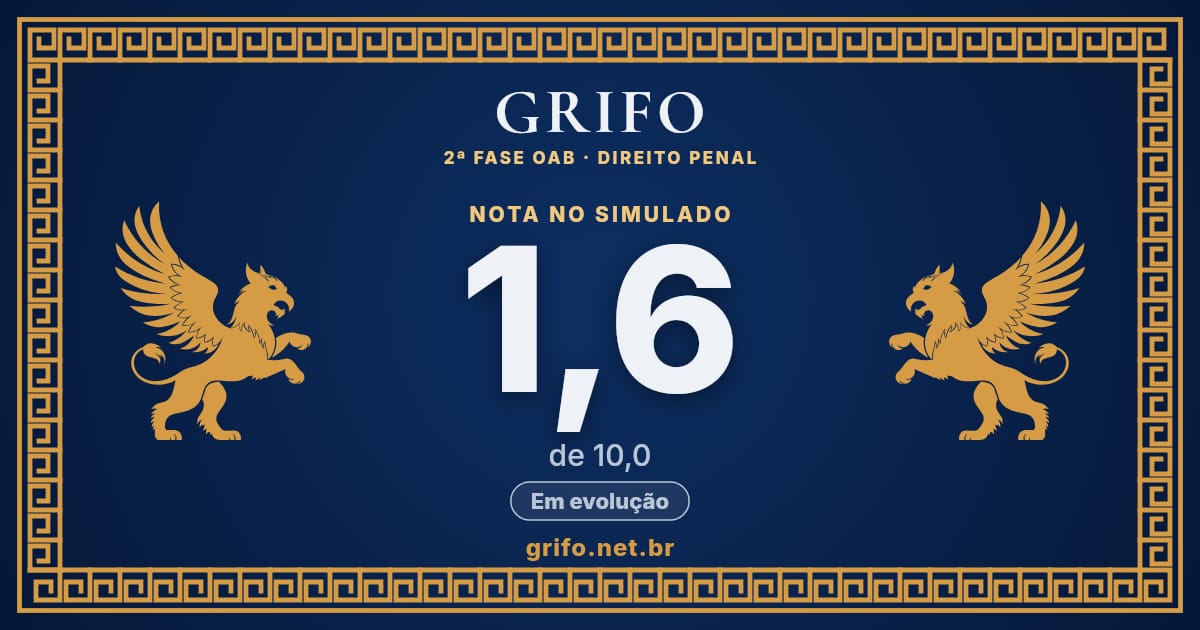 GRIFO
2ª FASE OAB · DIREITO PENAL
NOTA NO SIMULADO
1,6
de 10,0
Em evolução
grifo.net.br